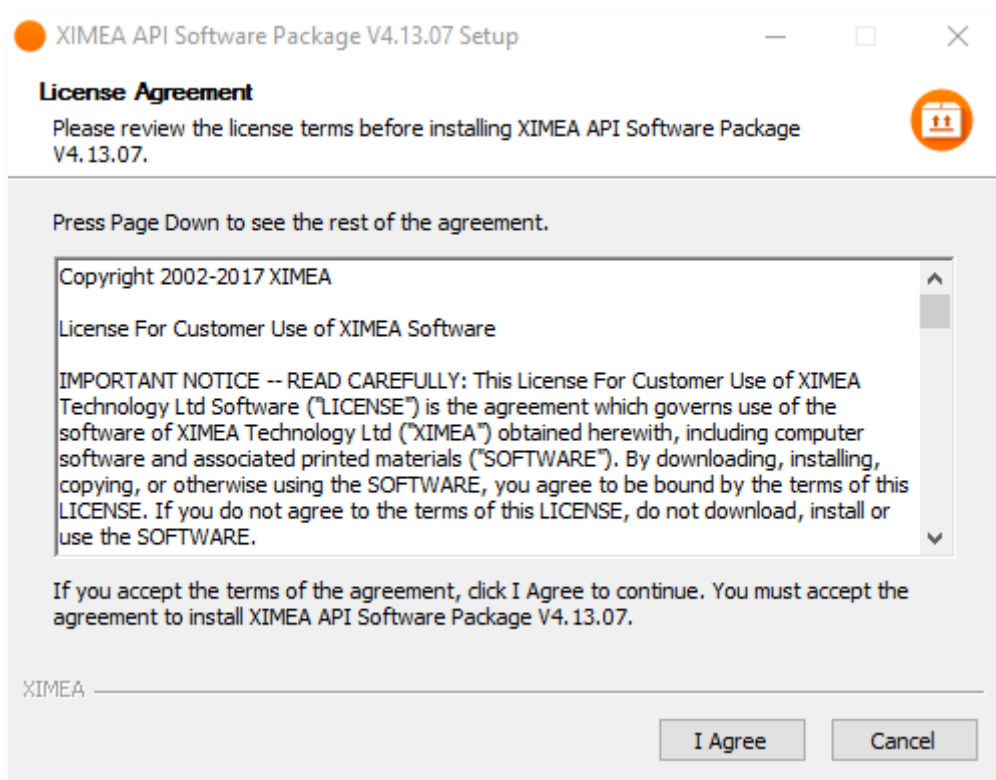 XIMEA API Software Package V4.13.07 Setup
License Agreement
Please review the license terms before installing XIMEA API Software Package
V4.13.07.
Press Page Down to see the rest of the agreement.
Copyright 2002-2017 XIMEA
License For Customer Use of XIMEA Software
IMPORTANT NOTICE -- READ CAREFULLY: This License For Customer Use of XIMEA
Technology Ltd Software ("LICENSE") is the agreement which governs use of the
software of XIMEA Technology Ltd ("XIMEA") obtained herewith, including computer
software and associated printed materials ("SOFTWARE"). By downloading, installing,
copying, or otherwise using the SOFTWARE, you agree to be bound by the terms of this
LICENSE. If you do not agree to the terms of this LICENSE, do not download, install or
use the SOFTWARE.
If you accept the terms of the agreement, click I Agree to continue. You must accept the
agreement to install XIMEA API Software Package V4.13.07.
XIMEA
I Agree
Cancel